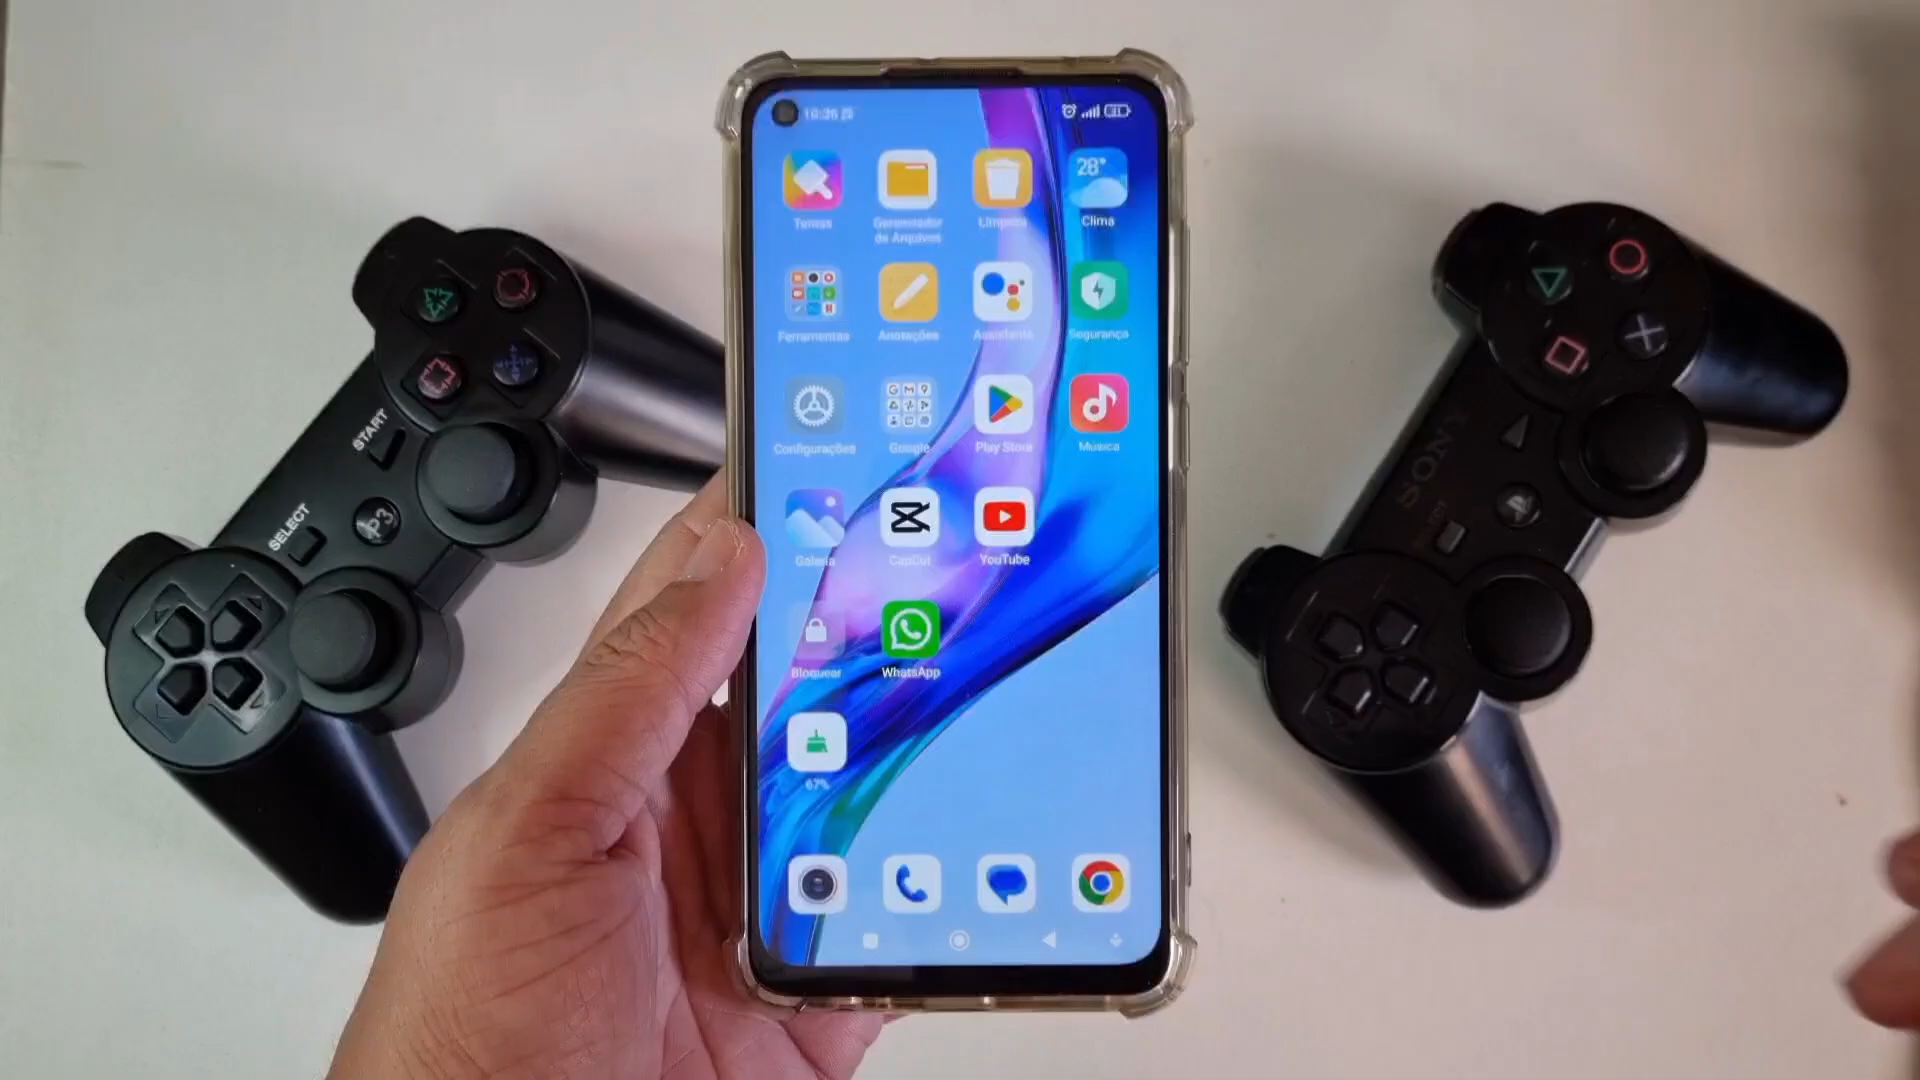 28°
Temas
Gerenciador
de Arquivos
Limpeza
Clima
Ferramentas
Anotações
Assistente
Segurança
Configurações
Google
Play Store
Música
Galeria
CapCut
YouTube
Bloquear
WhatsApp
67%
START
SELECT
P3
SONY